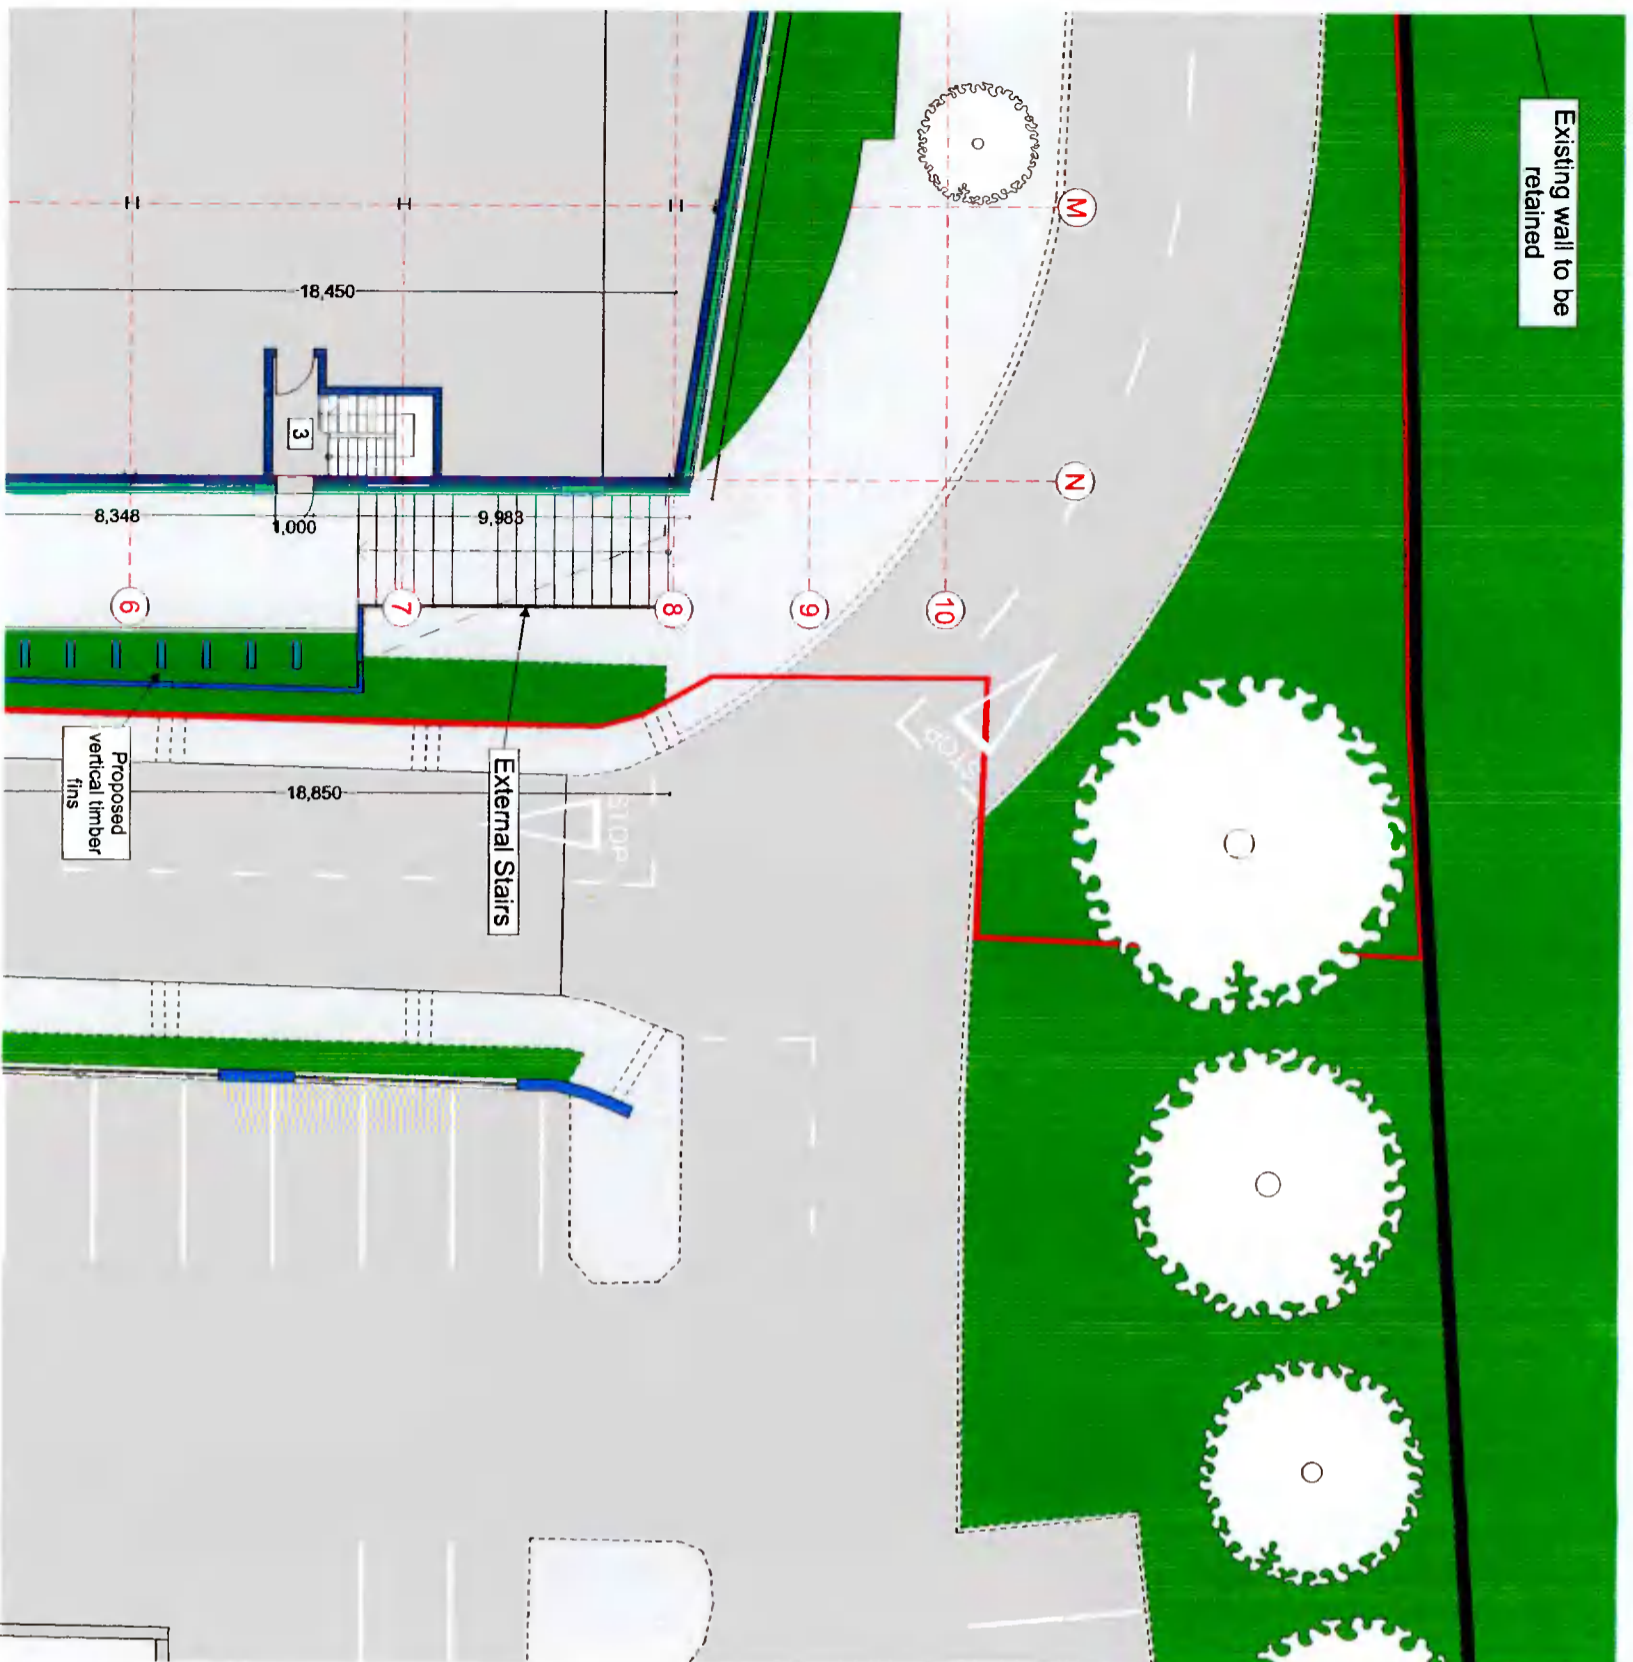 Existing wall to be
retained
M
18,450
3
N
8,348
1,000
9,983
6
7
8
9
10
STOP
Proposed
vertical timber
fins
External Stairs
18,850
STOP